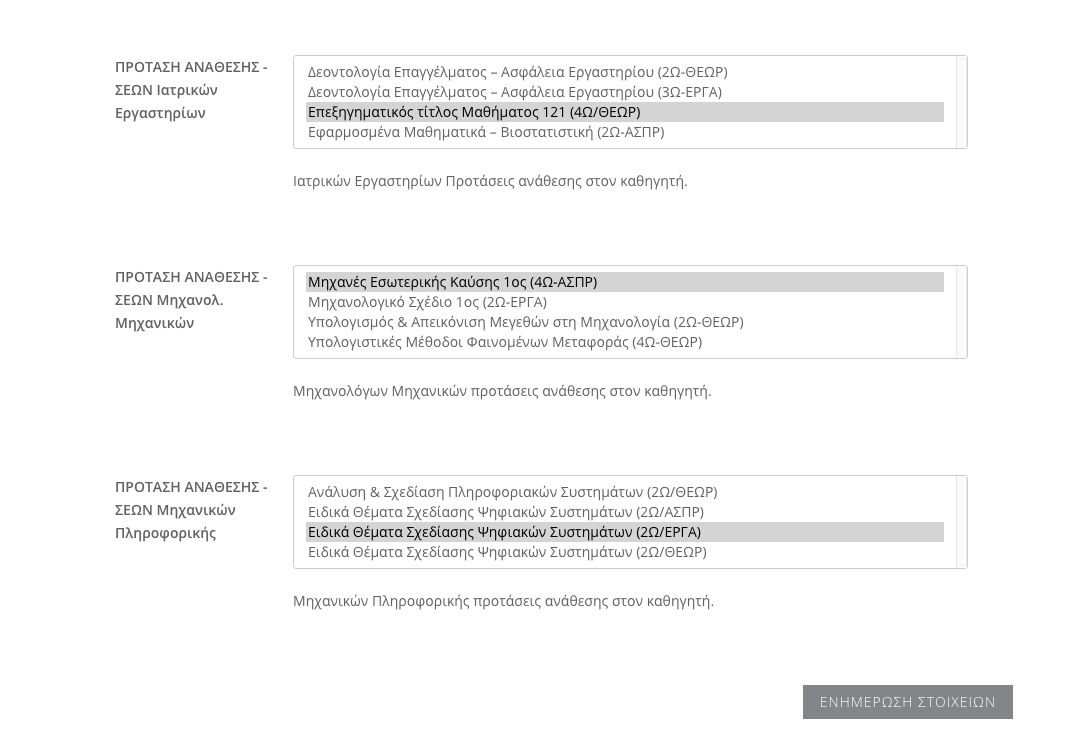 ΠΡΟΤΑΣΗ ΑΝΑΘΕΣΗΣ -
ΣΕΩΝ Ιατρικών
Εργαστηρίων
Δεοντολογία Επαγγέλματος – Ασφάλεια Εργαστηρίου (2Ω-ΘΕΩΡ)
Δεοντολογία Επαγγέλματος – Ασφάλεια Εργαστηρίου (3Ω-ΕΡΓΑ)
Επεξηγηματικός τίτλος Μαθήματος 121 (4Ω/ΘΕΩΡ)
Εφαρμοσμένα Μαθηματικά – Βιοστατιστική (2Ω-ΑΣΠΡ)
Ιατρικών Εργαστηρίων Προτάσεις ανάθεσης στον καθηγητή.
ΠΡΟΤΑΣΗ ΑΝΑΘΕΣΗΣ -
ΣΕΩΝ Μηχανολ.
Μηχανικών
Μηχανές Εσωτερικής Καύσης 1ος (4Ω-ΑΣΠΡ)
Μηχανολογικό Σχέδιο 1ος (2Ω-ΕΡΓΑ)
Υπολογισμός & Απεικόνιση Μεγεθών στη Μηχανολογία (2Ω-ΘΕΩΡ)
Υπολογιστικές Μέθοδοι Φαινομένων Μεταφοράς (4Ω-ΘΕΩΡ)
Μηχανολόγων Μηχανικών προτάσεις ανάθεσης στον καθηγητή.
ΠΡΟΤΑΣΗ ΑΝΑΘΕΣΗΣ -
ΣΕΩΝ Μηχανικών
Πληροφορικής
Ανάλυση & Σχεδίαση Πληροφοριακών Συστημάτων (2Ω/ΘΕΩΡ)
Ειδικά Θέματα Σχεδίασης Ψηφιακών Συστημάτων (2Ω/ΑΣΠΡ)
Ειδικά Θέματα Σχεδίασης Ψηφιακών Συστημάτων (2Ω/ΕΡΓΑ)
Ειδικά Θέματα Σχεδίασης Ψηφιακών Συστημάτων (2Ω/ΘΕΩΡ)
Μηχανικών Πληροφορικής προτάσεις ανάθεσης στον καθηγητή.
ΕΝΗΜΕΡΩΣΗ ΣΤΟΙΧΕΙΩΝ